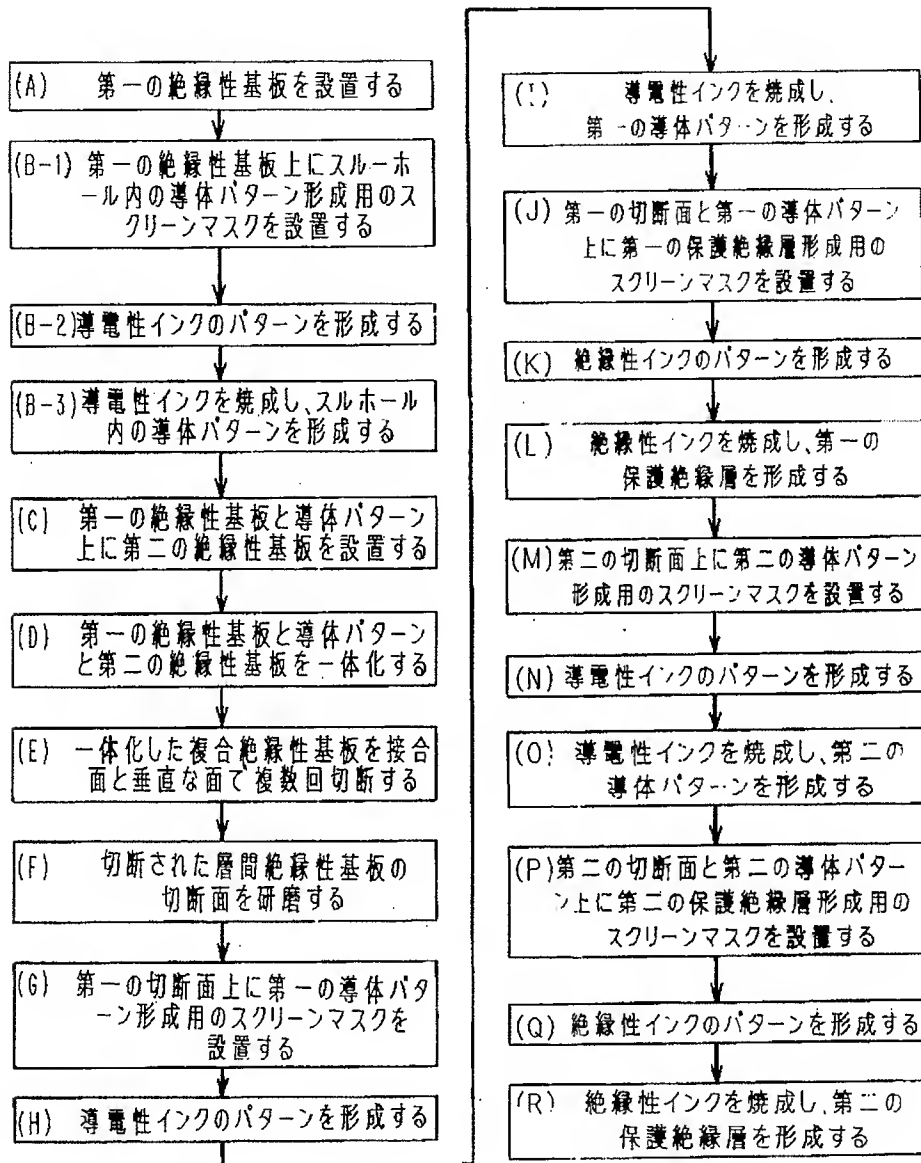 (A) 第一の絶縁性基板を設置する
(B-1) 第一の絶縁性基板上にスルーホ
ール内の導体パターン形成用のス
クリーンマスクを設置する
(B-2)導電性インクのパターンを形成する
(B-3)導電性インクを焼成し、スルホール
内の導体パターンを形成する
(C) 第一の絶縁性基板と導体パターン
上に第二の絶縁性基板を設置する
(D) 第一の絶縁性基板と導体パターン
と第二の絶縁性基板を一体化する
(E) 一体化した複合絶縁性基板を接合
面と垂直な面で複数回切断する
(F) 切断された層間絶縁性基板の
切断面を研磨する
(G) 第一の切断面上に第一の導体パタ
ーン形成用のスクリーンマスクを
設置する
(H) 導電性インクのパターンを形成する
(I) 導電性インクを焼成し、
第一の導体パターンを形成する
(J) 第一の切断面と第一の導体パターン
上に第一の保護絶縁層形成用の
スクリーンマスクを設置する
(K) 絶縁性インクのパターンを形成する
(L) 絶縁性インクを焼成し、第一の
保護絶縁層を形成する
(M) 第二の切断面上に第二の導体パターン
形成用のスクリーンマスクを設置する
(N) 導電性インクのパターンを形成する
(O) 導電性インクを焼成し、第二の
導体パターンを形成する
(P) 第二の切断面と第二の導体パター
ン上に第二の保護絶縁層形成用の
スクリーンマスクを設置する
(Q) 絶縁性インクのパターンを形成する
(R) 絶縁性インクを焼成し、第二の
保護絶縁層を形成する